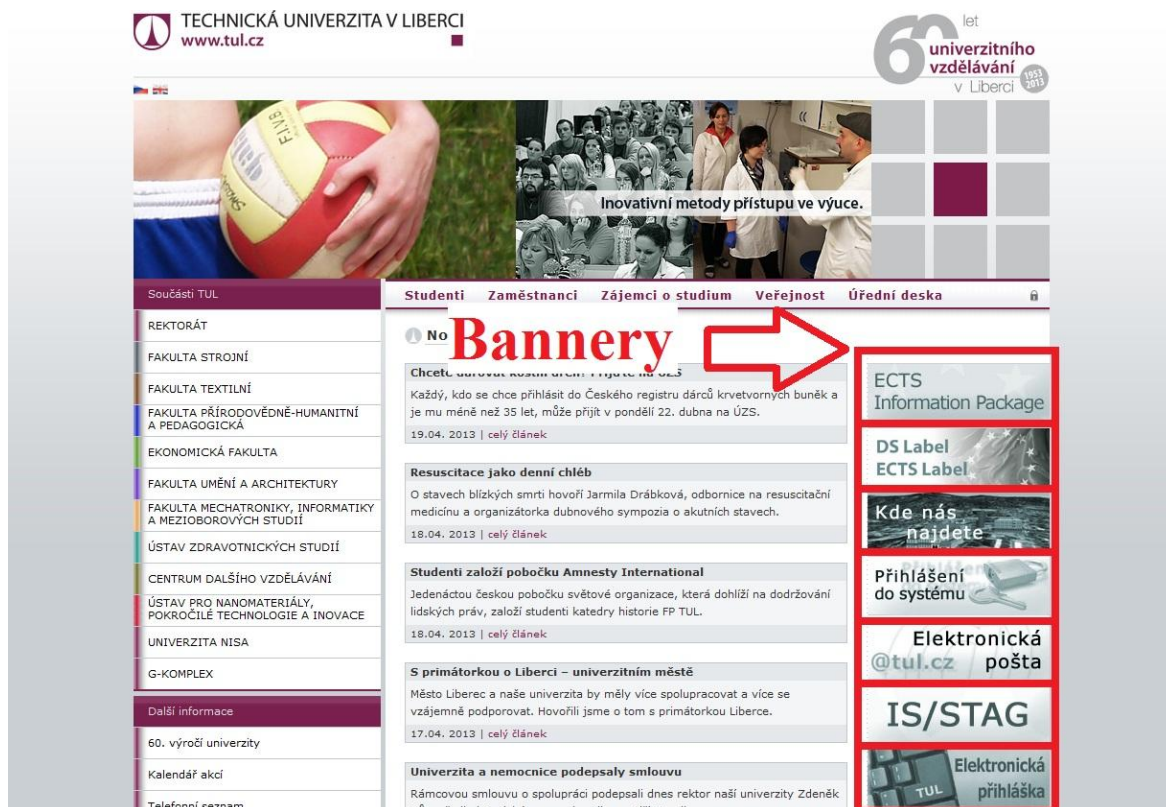 TECHNICKÁ UNIVERZITA V LIBERCI
www.tul.cz
60 let
univerzitního
vzdělávání
v Liberci
1953
2013
F.I.V.B.
Inovativní metody přístupu ve výuce.
Součásti TUL
REKTORÁT
FAKULTA STROJNÍ
FAKULTA TEXTILNÍ
FAKULTA PŘÍRODOVĚDNĚ-HUMANITNÍ
A PEDAGOGICKÁ
EKONOMICKÁ FAKULTA
FAKULTA UMĚNÍ A ARCHITEKTURY
FAKULTA MECHATRONIKY, INFORMATIKY
A MEZIOBOROVÝCH STUDIÍ
ÚSTAV ZDRAVOTNICKÝCH STUDIÍ
CENTRUM DALŠÍHO VZDĚLÁVÁNÍ
ÚSTAV PRO NANOMATERIÁLY,
POKROČILÉ TECHNOLOGIE A INOVACE
UNIVERZITA NISA
G-KOMPLEX
Další informace
60. výročí univerzity
Kalendář akcí
Telefonní seznam
Studenti Zaměstnanci Zájemci o studium Veřejnost Úřední deska
No
Bannery
Chcete darovat kostní dřeň? Přijďte na ÚZS
Každý, kdo se chce přihlásit do Českého registru dárců krvetvorných buněk a
je mu méně než 35 let, může přijít v pondělí 22. dubna na ÚZS.
19.04. 2013 | celý článek
Resuscitace jako denní chléb
O stavech blízkých smrti hovoří Jarmila Drábková, odbornice na resuscitační
medicínu a organizátorka dubnového sympozia o akutních stavech.
18.04. 2013 | celý článek
Studenti založí pobočku Amnesty International
Jedenáctou českou pobočku světové organizace, která dohlíží na dodržování
lidských práv, založí studenti katedry historie FP TUL.
18.04. 2013 | celý článek
S primátorkou o Liberci – univerzitním městě
Město Liberec a naše univerzita by měly více spolupracovat a více se
vzájemně podporovat. Hovořili jsme o tom s primátorkou Liberce.
17.04. 2013 | celý článek
Univerzita a nemocnice podepsaly smlouvu
Rámcovou smlouvu o spolupráci podepsali dnes rektor naší univerzity Zdeněk
ECTS
Information Package
DS Label
ECTS Label
Kde nás
najdete
Přihlášení
do systému
Elektronická
@tul.cz pošta
IS/STAG
Elektronická
přihláška
TUL